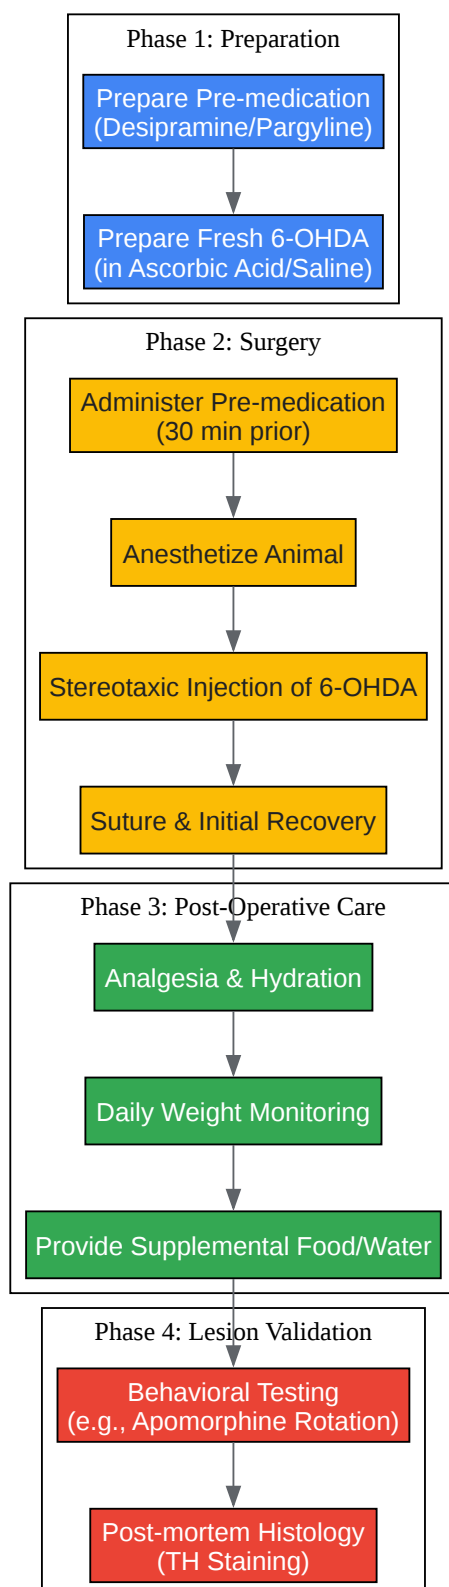 Phase 1: Preparation
Prepare Pre-medication
(Desipramine/Pargyline)
Prepare Fresh 6-OHDA
(in Ascorbic Acid/Saline)
Phase 2: Surgery
Administer Pre-medication
(30 min prior)
Anesthetize Animal
Stereotaxic Injection of 6-OHDA
Suture & Initial Recovery
Phase 3: Post-Operative Care
Analgesia & Hydration
Daily Weight Monitoring
Provide Supplemental Food/Water
Phase 4: Lesion Validation
Behavioral Testing
(e.g., Apomorphine Rotation)
Post-mortem Histology
(TH Staining)